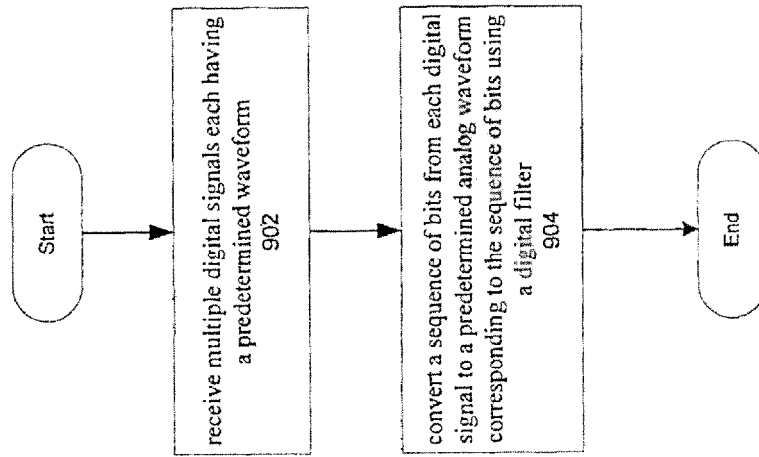 Start
receive multiple digital signals each having
a predetermined waveform
902
convert a sequence of bits from each digital
signal to a predetermined analog waveform
corresponding to the sequence of bits using
a digital filter
904
End